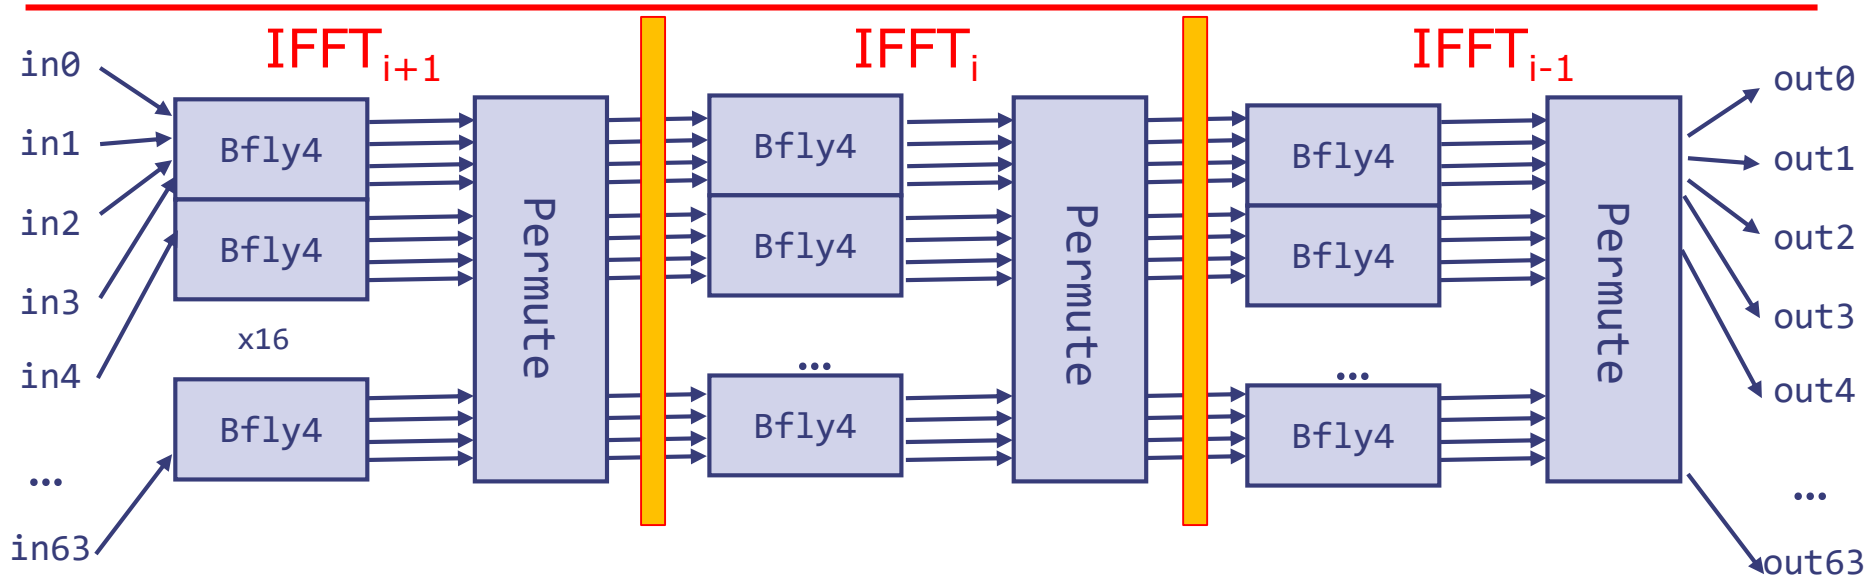 IFFTi+1
IFFTi
IFFTi-1
in0
in1
in2
in3
in4
...
in63
Bfly4
Bfly4
x16
Bfly4
Permute
Bfly4
Bfly4
...
Bfly4
Permute
Bfly4
Bfly4
...
Bfly4
Permute
out0
out1
out2
out3
out4
...
out63